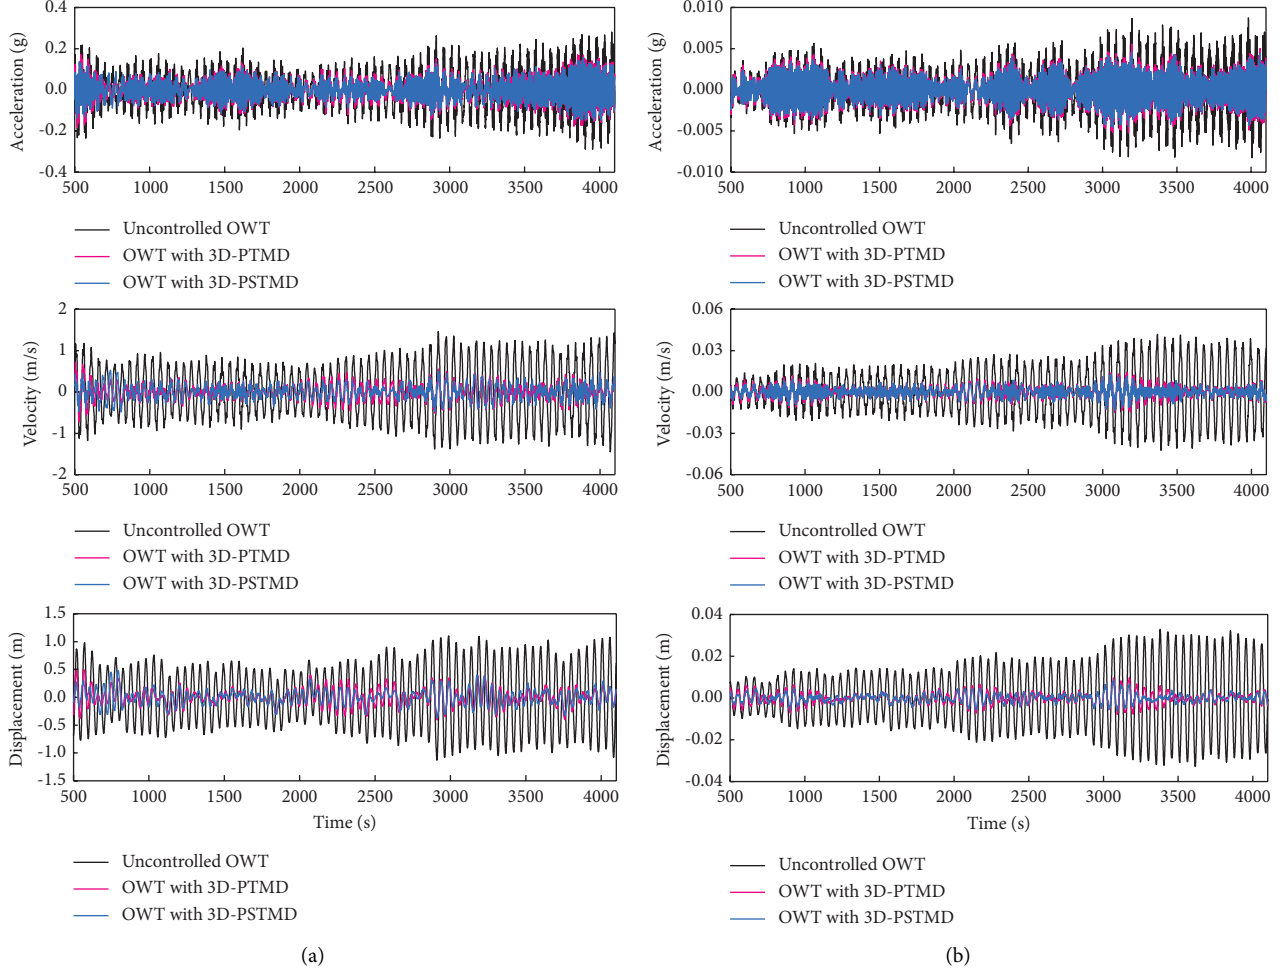 Acceleration (g)
0.4
0.2
0.0
-0.2
-0.4
500 1000 1500 2000 2500 3000 3500 4000
Uncontrolled OWT
OWT with 3D-PTMD
OWT with 3D-PSTMD
Velocity (m/s)
2
1
0
-1
-2
500 1000 1500 2000 2500 3000 3500 4000
Uncontrolled OWT
OWT with 3D-PTMD
OWT with 3D-PSTMD
Displacement (m)
1.5
1.0
0.5
0.0
-0.5
-1.0
-1.5
500 1000 1500 2000 2500 3000 3500 4000
Time (s)
Uncontrolled OWT
OWT with 3D-PTMD
OWT with 3D-PSTMD
(a)
Acceleration (g)
0.010
0.005
0.000
-0.005
-0.010
500 1000 1500 2000 2500 3000 3500 4000
Uncontrolled OWT
OWT with 3D-PTMD
OWT with 3D-PSTMD
Velocity (m/s)
0.06
0.03
0.00
-0.03
-0.06
500 1000 1500 2000 2500 3000 3500 4000
Uncontrolled OWT
OWT with 3D-PTMD
OWT with 3D-PSTMD
Displacement (m)
0.04
0.02
0.00
-0.02
-0.04
500 1000 1500 2000 2500 3000 3500 4000
Time (s)
Uncontrolled OWT
OWT with 3D-PTMD
OWT with 3D-PSTMD
(b)